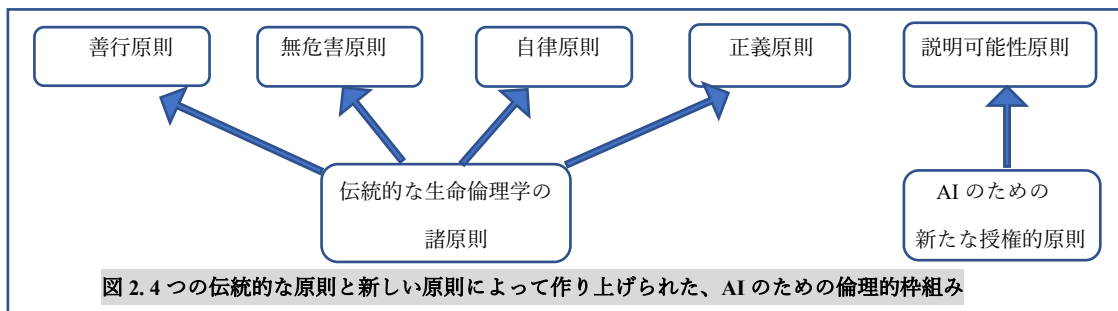 善行原則
無危害原則
自律原則
正義原則
説明可能性原則
伝統的な生命倫理学の
諸原則
AI のための
新たな授権的原則
図 2. 4 つの伝統的な原則と新しい原則によって作り上げられた、AI のための倫理的枠組み